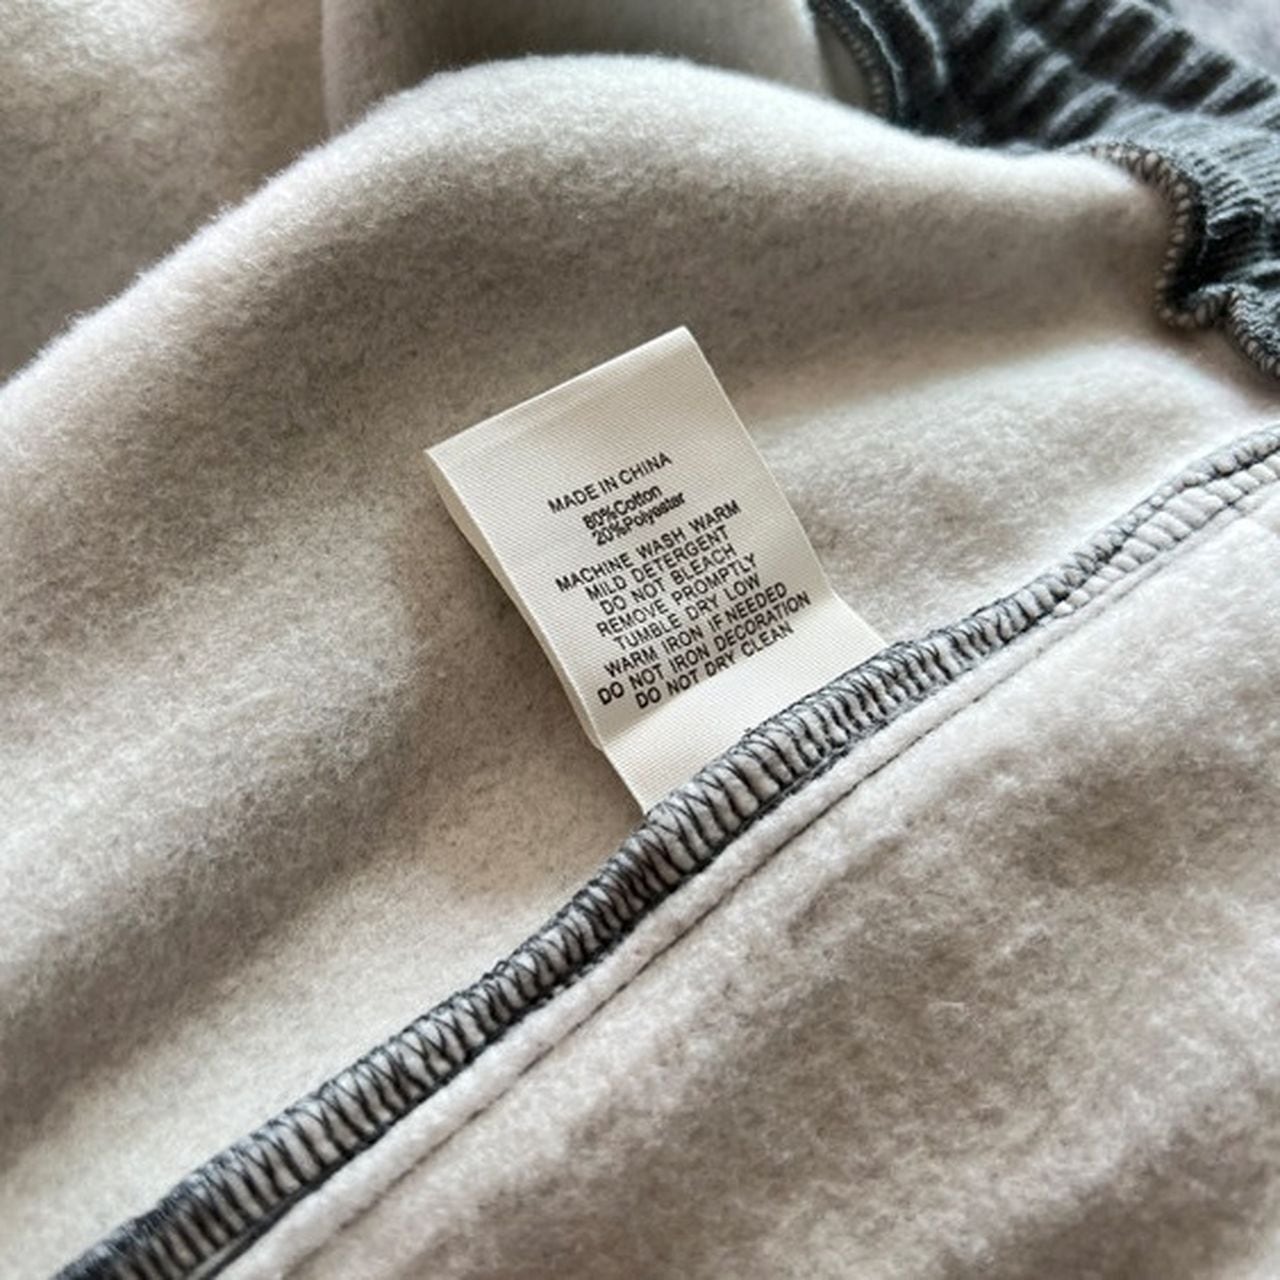 MADE IN CHINA
80%Cotton
20%Polyester
MACHINE WASH WARM
MILD DETERGENT
DO NOT BLEACH
REMOVE PROMPTLY
TUMBLE DRY LOW
WARM IRON IF NEEDED
DO NOT IRON DECORATION
DO NOT DRY CLEAN